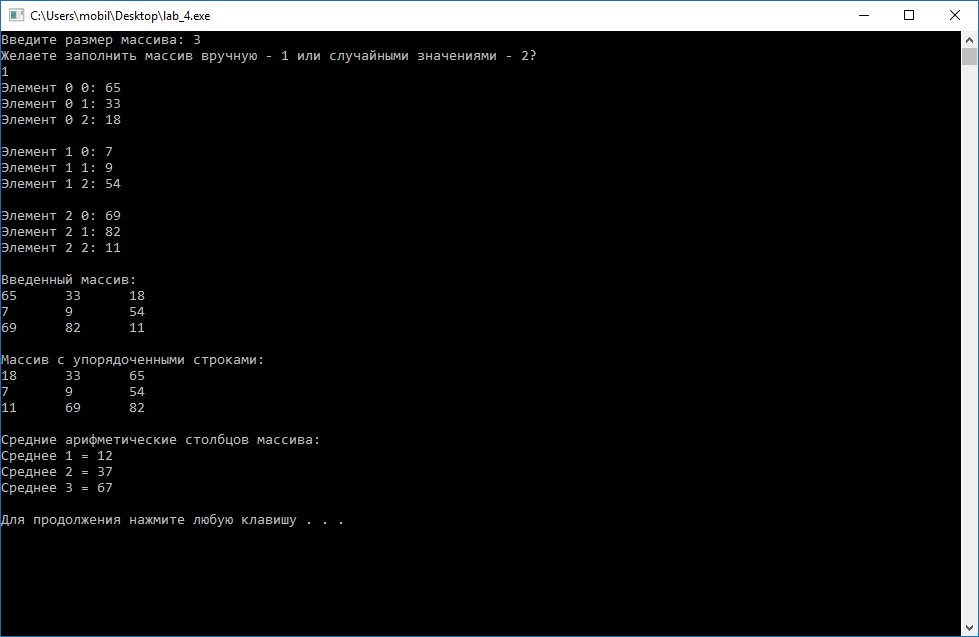 C:\Users\mobil\Desktop\lab_4.exe
Введите размер массива: 3
Желаете заполнить массив вручную - 1 или случайными значениями - 2?
1
Элемент 0 0: 65
Элемент 0 1: 33
Элемент 0 2: 18
Элемент 1 0: 7
Элемент 1 1: 9
Элемент 1 2: 54
Элемент 2 0: 69
Элемент 2 1: 82
Элемент 2 2: 11
Введенный массив:
65 33 18
7 9 54
69 82 11
Массив с упорядоченными строками:
18 33 65
7 9 54
11 69 82
Средние арифметические столбцов массива:
Среднее 1 = 12
Среднее 2 = 37
Среднее 3 = 67
Для продолжения нажмите любую клавишу . . .